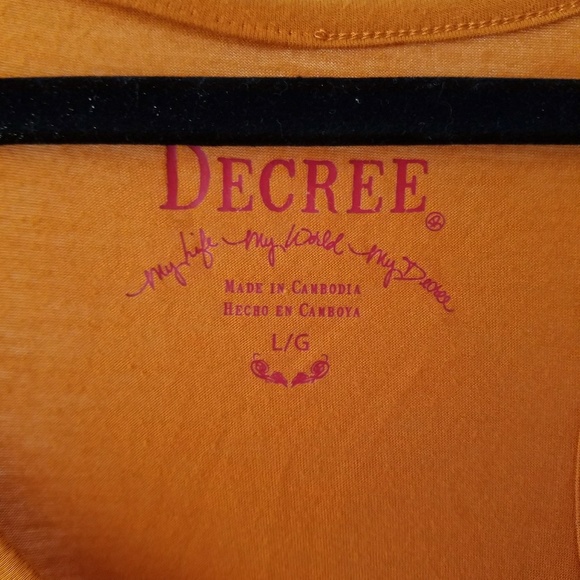 DECREE®
My Life My World My Decree
MADE IN CAMBODIA
HECHO EN CAMBOYA
L/G